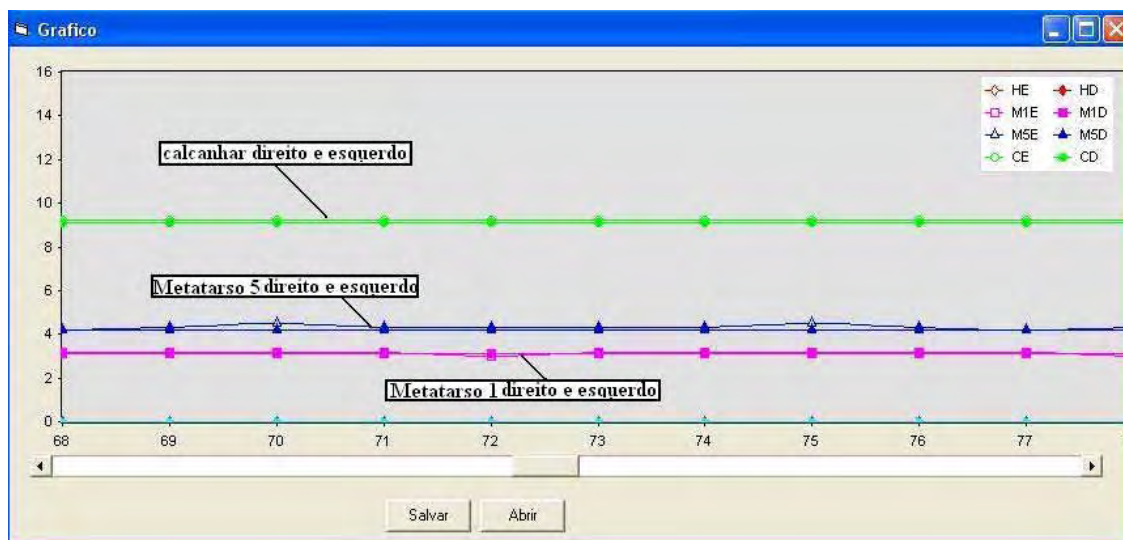 Grafico
16
HE HD
14
M1E M1D
M5E M5D
12
CE CD
calcanhar direito e esquerdo
10
8
Metatarso 5 direito e esquerdo
6
4
2
Metatarso 1 direito e esquerdo
0
68 69 70 71 72 73 74 75 76 77
Salvar Abrir